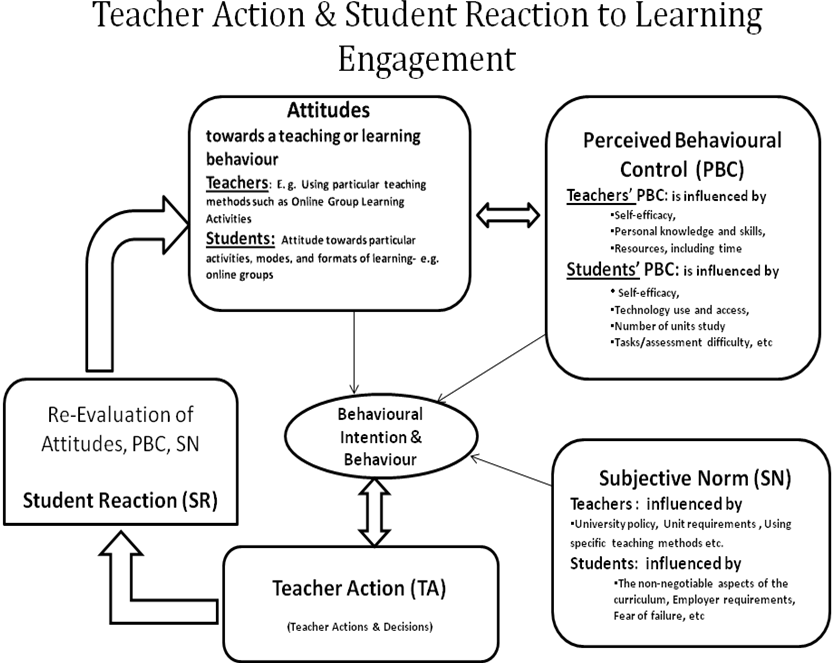 Teacher Action & Student Reaction to Learning
Engagement
Attitudes
towards a teaching or learning
behaviour
Teachers: E. g. Using particular teaching
methods such as Online Group Learning
Activities
Students: Attitude towards particular
activities, modes, and formats of learning- e.g.
online groups
Perceived Behavioural
Control (PBC)
Teachers' PBC: is influenced by
•Self-efficacy,
•Personal knowledge and skills,
•Resources, including time
Students' PBC: is influenced by
• Self-efficacy,
•Technology use and access,
•Number of units study
•Tasks/assessment difficulty, etc
Behavioural
Intention &
Behaviour
Re-Evaluation of
Attitudes, PBC, SN
Student Reaction (SR)
Subjective Norm (SN)
Teachers : influenced by
•University policy, Unit requirements , Using
specific teaching methods etc.
Students: influenced by
•The non-negotiable aspects of the
curriculum, Employer requirements,
Fear of failure, etc
Teacher Action (TA)
(Teacher Actions & Decisions)